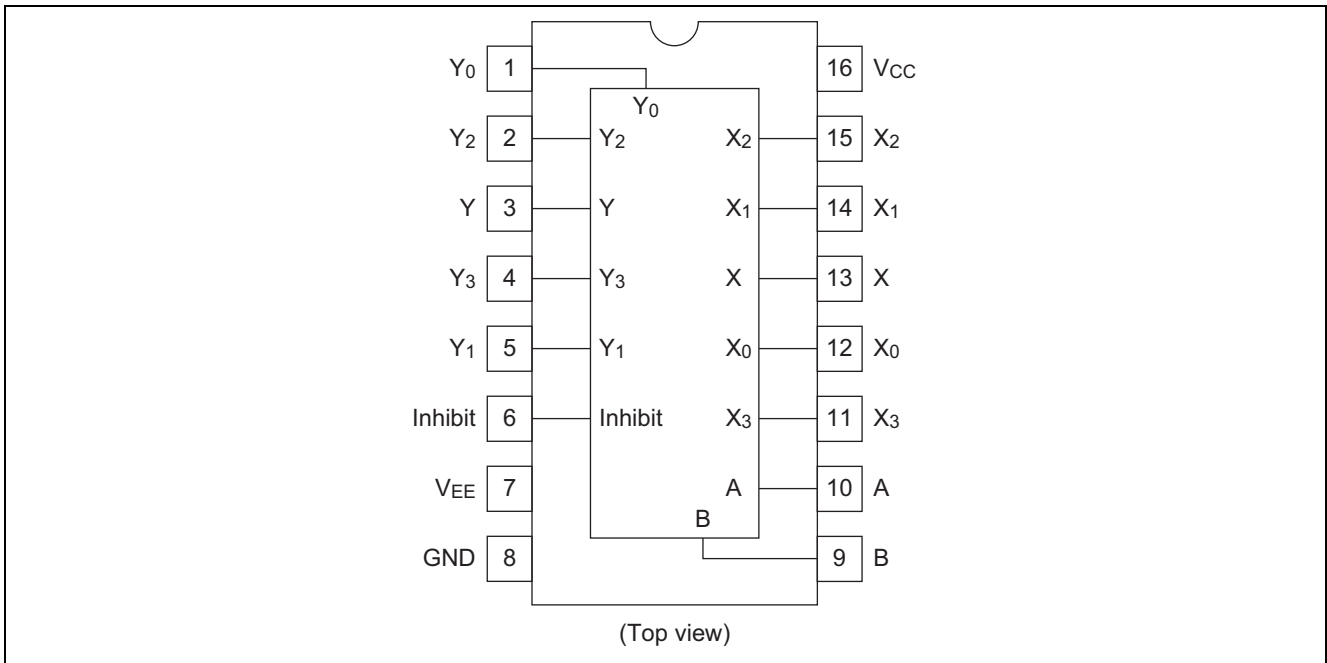 Y0 1 16 VCC
Y0
Y2 2 Y2 X2 15 X2
Y 3 Y X1 14 X1
Y3 4 Y3 X 13 X
Y1 5 Y1 X0 12 X0
Inhibit 6 Inhibit X3 11 X3
VEE 7 A 10 A
B
GND 8 9 B
(Top view)